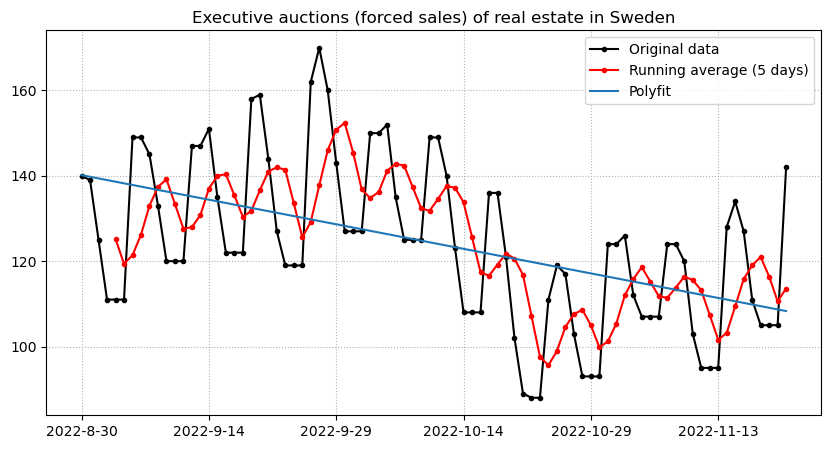 Executive auctions (forced sales) of real estate in Sweden
Original data
Running average (5 days)
Polyfit
160
140
120
100
2022-8-30 2022-9-14 2022-9-29 2022-10-14 2022-10-29 2022-11-13